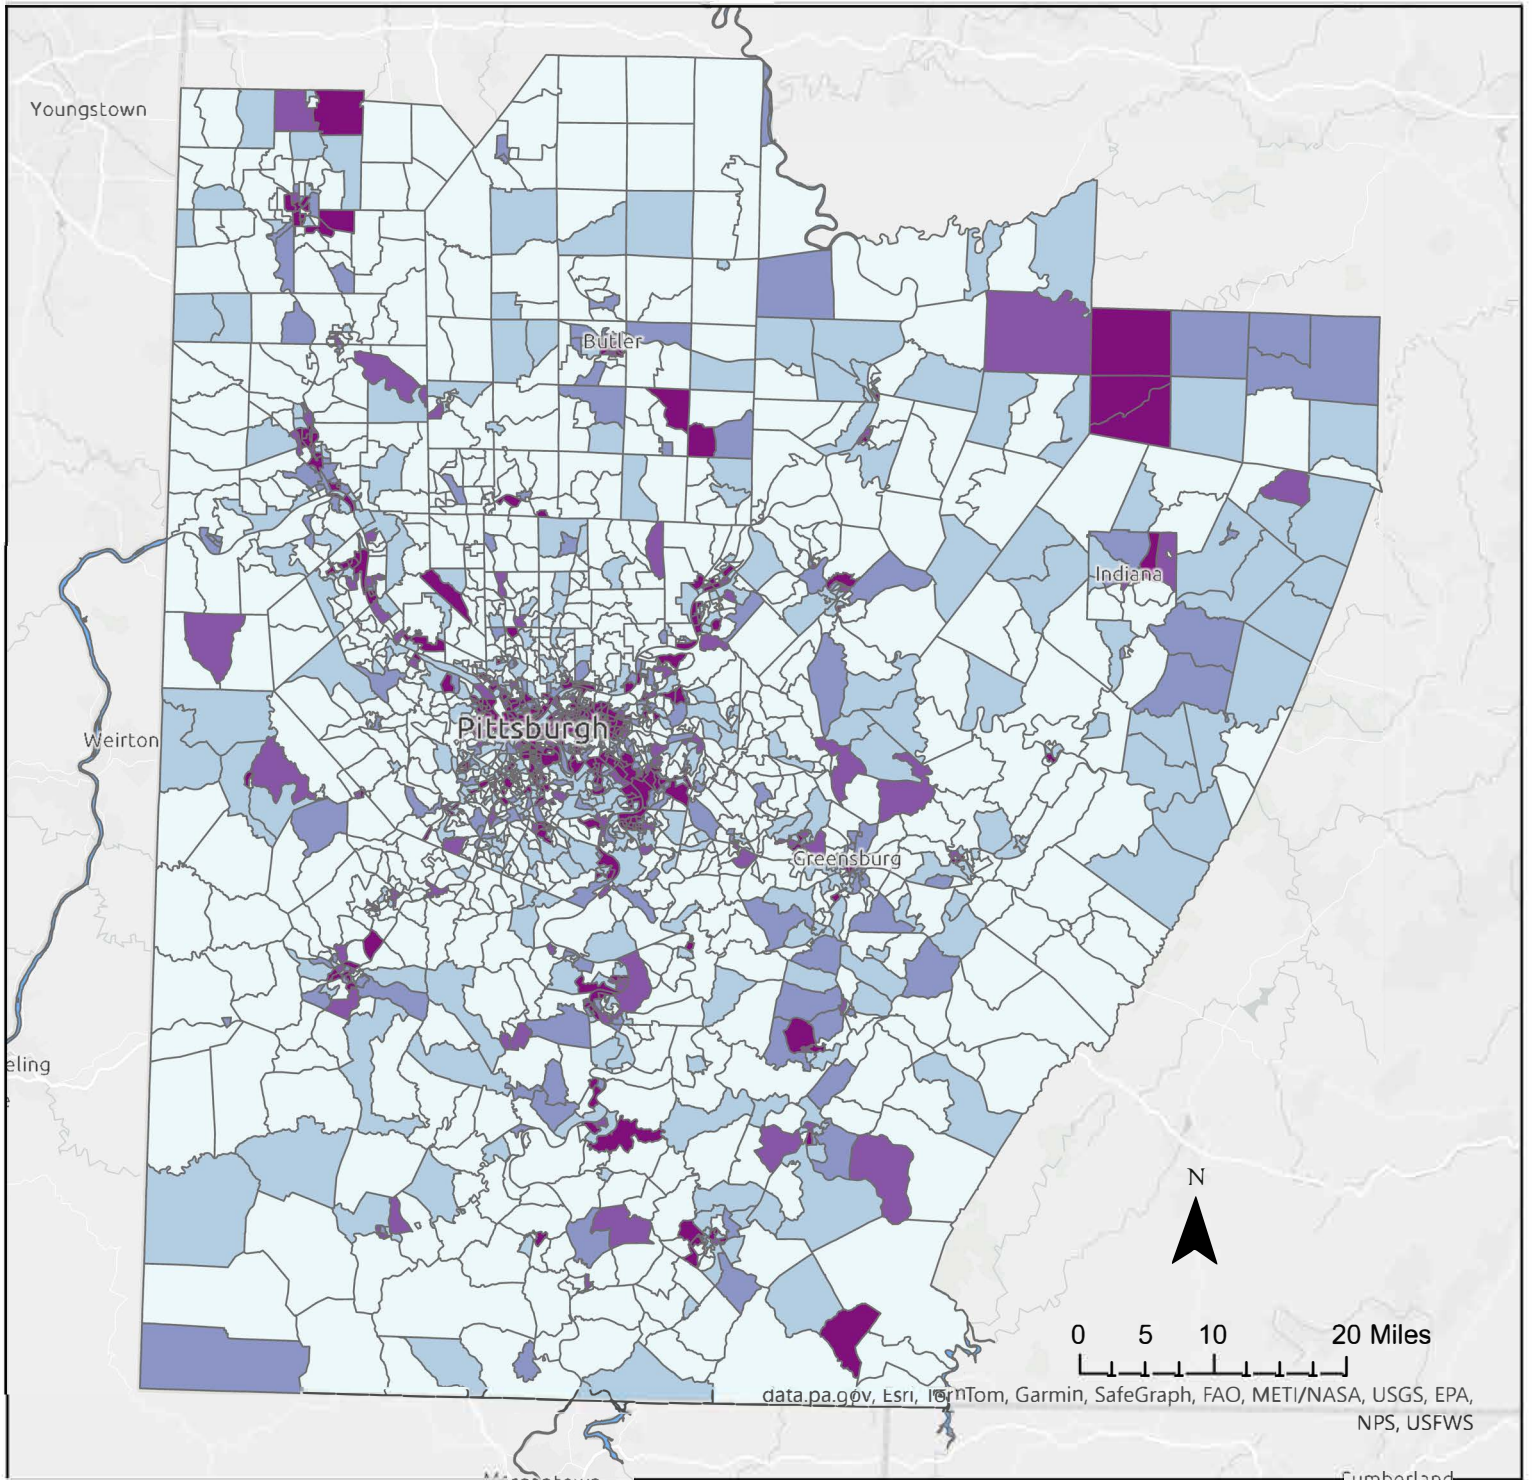 Youngstown
Butler
Indiana
Pittsburgh
Weirton
Greensburg
eling
N
0 5 10 20 Miles
data.pa.gov, Esri, TomTom, Garmin, SafeGraph, FAO, METI/NASA, USGS, EPA,
NPS, USFWS